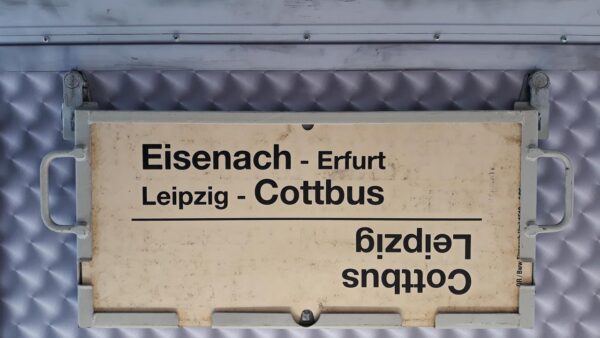 Eisenach - Erfurt
Leipzig - Cottbus
Leipzig
Cottbus